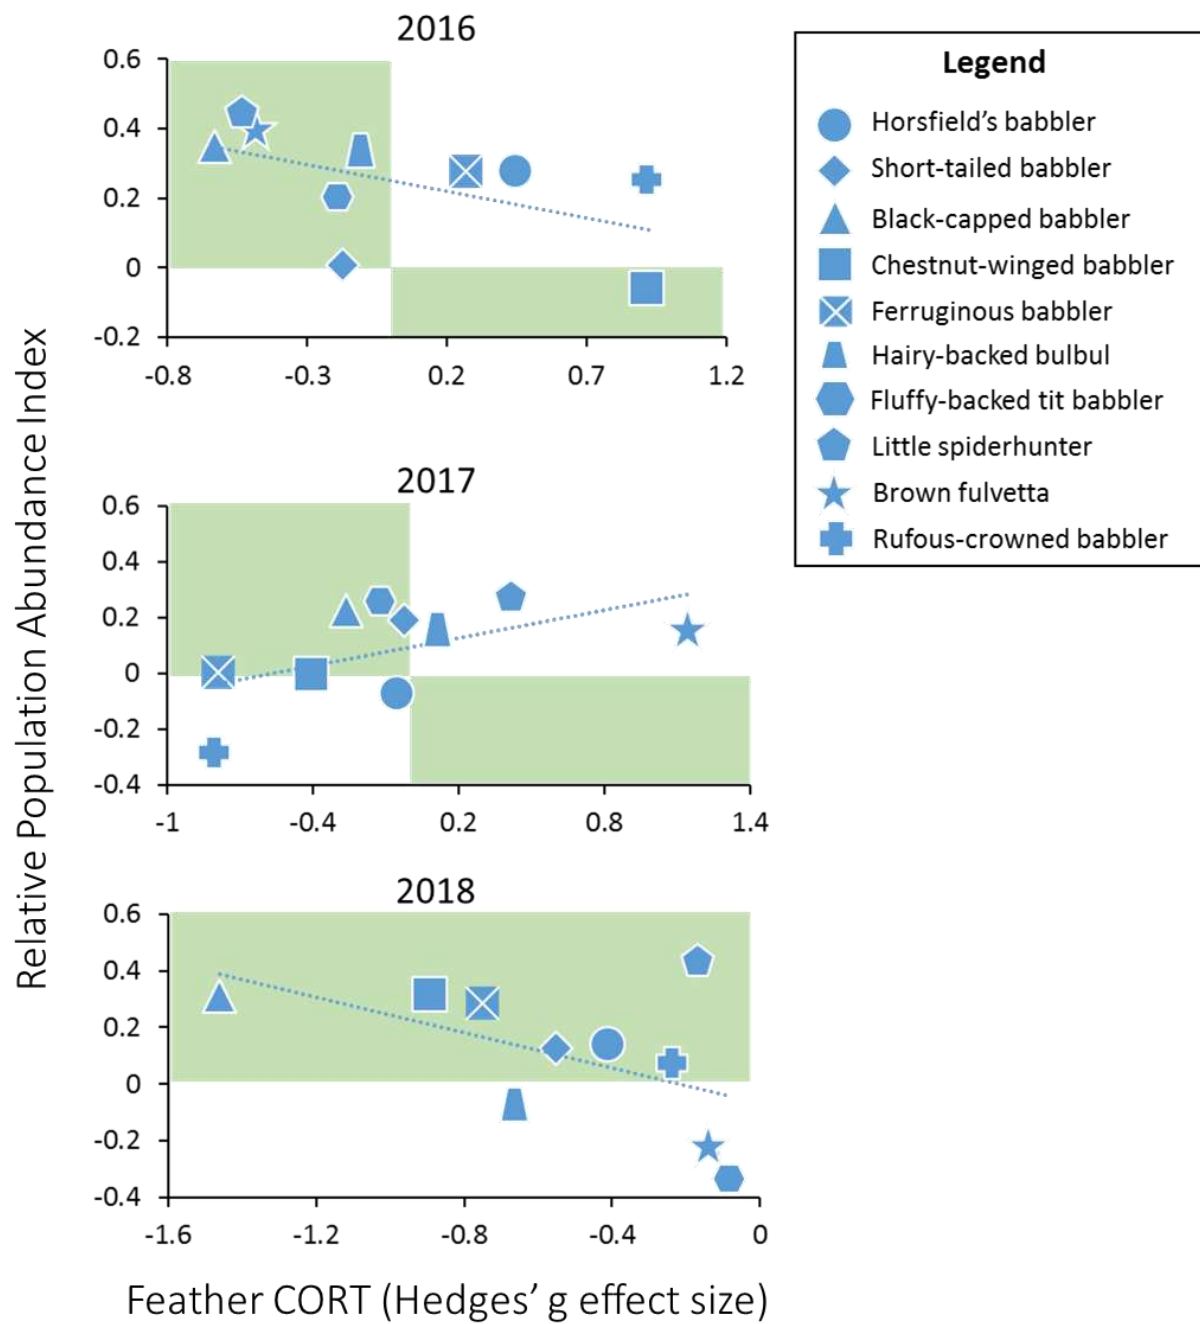 2016
0.6
0.4
0.2
0
-0.2
-0.8 -0.3 0.2 0.7 1.2
Legend
Horsfield's babbler
Short-tailed babbler
Black-capped babbler
Chestnut-winged babbler
Ferruginous babbler
Hairy-backed bulbul
Fluffy-backed tit babbler
Little spiderhunter
Brown fulvetta
Rufous-crowned babbler
Relative Population Abundance Index
2017
0.6
0.4
0.2
0
-0.2
-0.4
-1 -0.4 0.2 0.8 1.4
2018
0.6
0.4
0.2
0
-0.2
-0.4
-1.6 -1.2 -0.8 -0.4 0
Feather CORT (Hedges' g effect size)